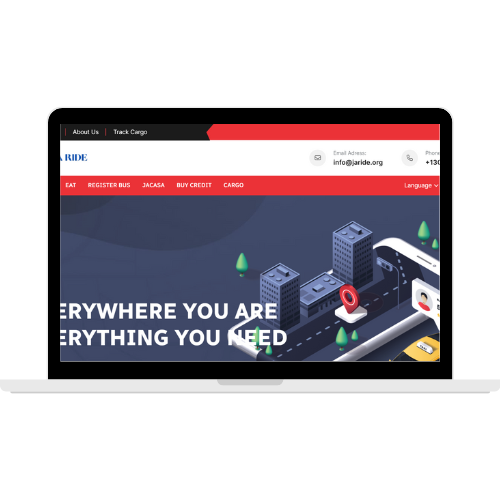 About Us | Track Cargo
A RIDE
Email Adress:
info@jaride.org
Phone
+130
EAT REGISTER BUS JACASA BUY CREDIT CARGO
Language
ERYWHERE YOU ARE
ERYTHING YOU NEED
TAXI